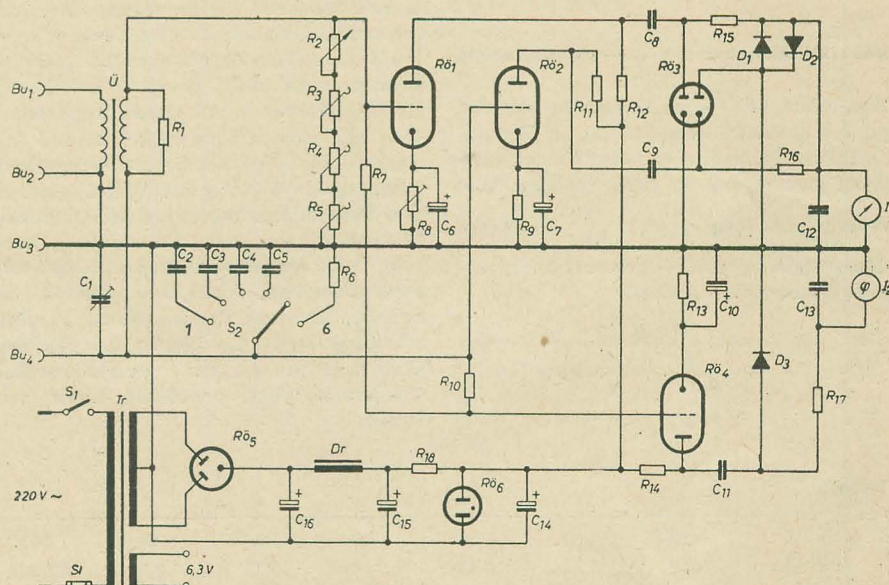 Bu1
Ü
R1
Bu2
Bu3
C1
Bu4
C2
C3
C4
C5
1
S2
6
R2
R3
R4
R5
R6
R7
Rö1
R8
C6
+
Rö2
R9
C7
+
R10
R11
R12
C8
Rö3
R15
D1
D2
C9
R16
C12
I
R13
C10
+
C13
φ
Rö4
D3
R17
R14
C11
S1
Tr
220V~
Si
6,3V
Rö5
C16
+
Dr
C15
+
R18
Rö6
C14
+